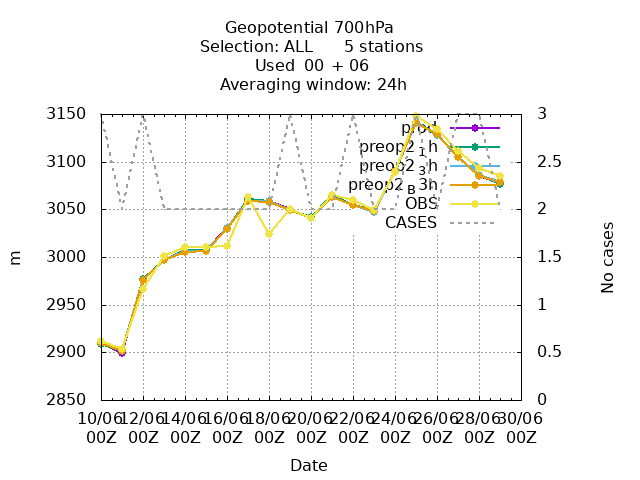 Geopotential 700hPa
Selection: ALL 5 stations
Used 00 + 06
Averaging window: 24h
3150
3100
3050
3000
2950
2900
2850
m
3
2.5
2
1.5
1
0.5
0
No cases
prod
preop2_1h
preop2_3h
preop2_B3h
OBS
CASES
10/06 12/06 14/06 16/06 18/06 20/06 22/06 24/06 26/06 28/06 30/06
00Z 00Z 00Z 00Z 00Z 00Z 00Z 00Z 00Z 00Z 00Z
Date